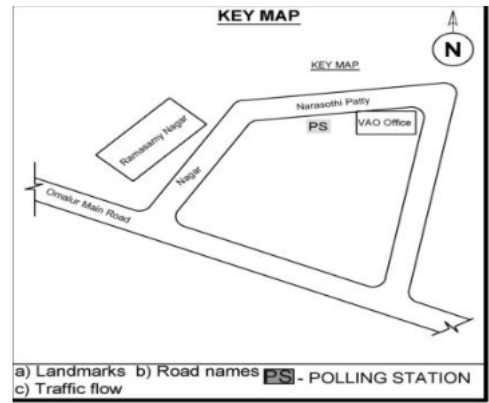 KEY MAP
N
KEY MAP
Narasothi Patty
PS
VAO Office
Ramasamy Nagar
Nagar
Omalur Main Road
a) Landmarks b) Road names PS - POLLING STATION
c) Traffic flow